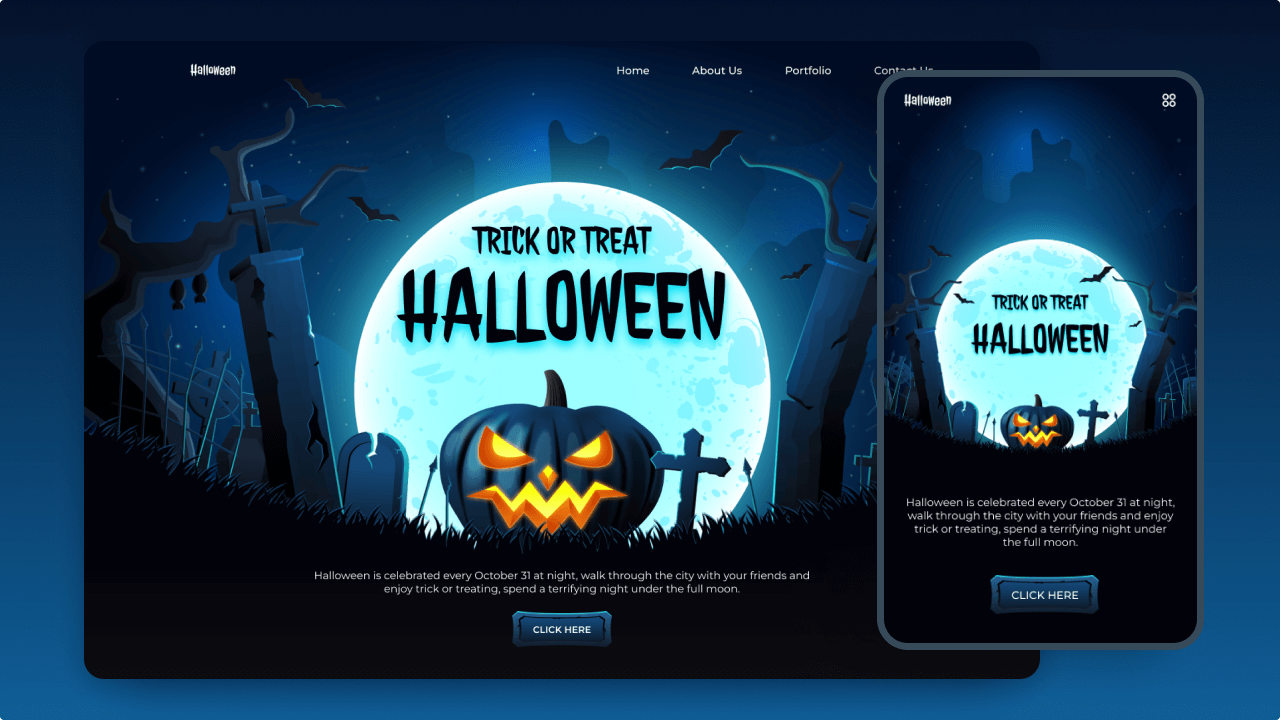 Halloween
Home About Us Portfolio Contact Us
TRICK OR TREAT
HALLOWEEN
Halloween is celebrated every October 31 at night, walk through the city with your friends and
enjoy trick or treating, spend a terrifying night under the full moon.
CLICK HERE
Halloween
TRICK OR TREAT
HALLOWEEN
Halloween is celebrated every October 31 at night,
walk through the city with your friends and enjoy
trick or treating, spend a terrifying night under
the full moon.
CLICK HERE